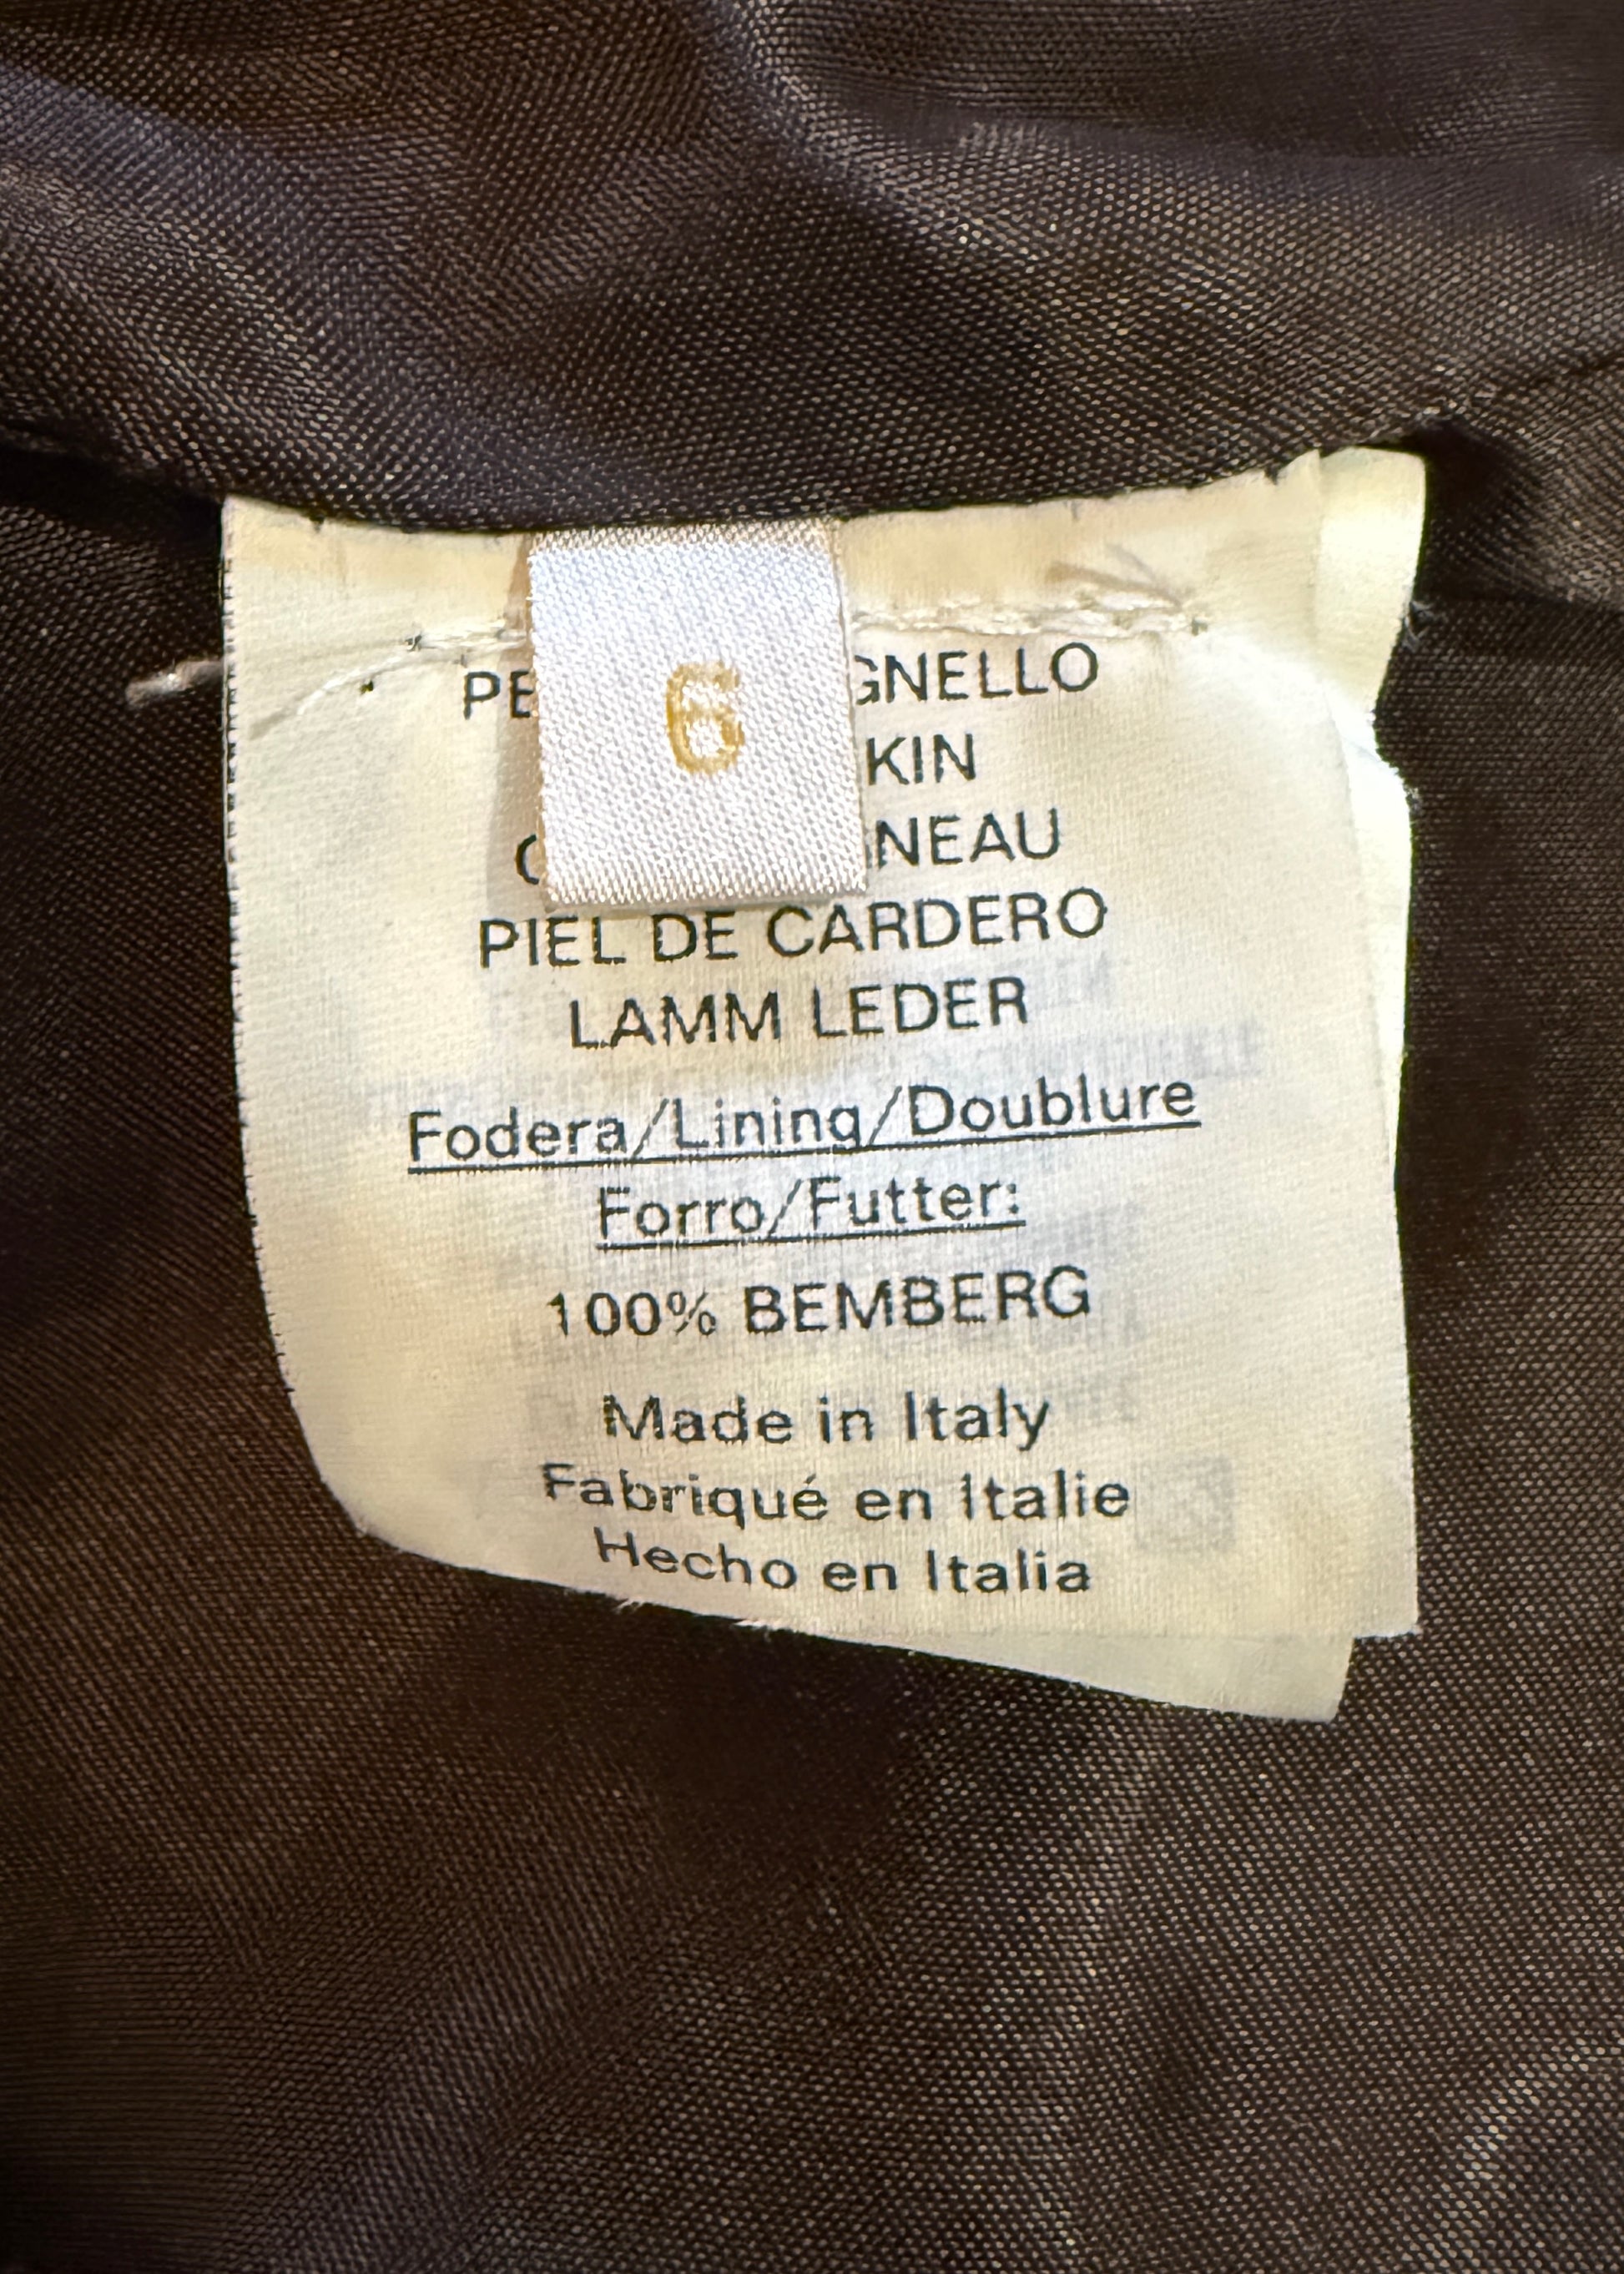 6
GNELLO
KIN
NEAU
PIEL DE CARDERO
LAMM LEDER
Fodera/Lining/Doublure
Forro/Futter:
100% BEMBERG
Made in Italy
Fabriqué en Italie
Hecho en Italia